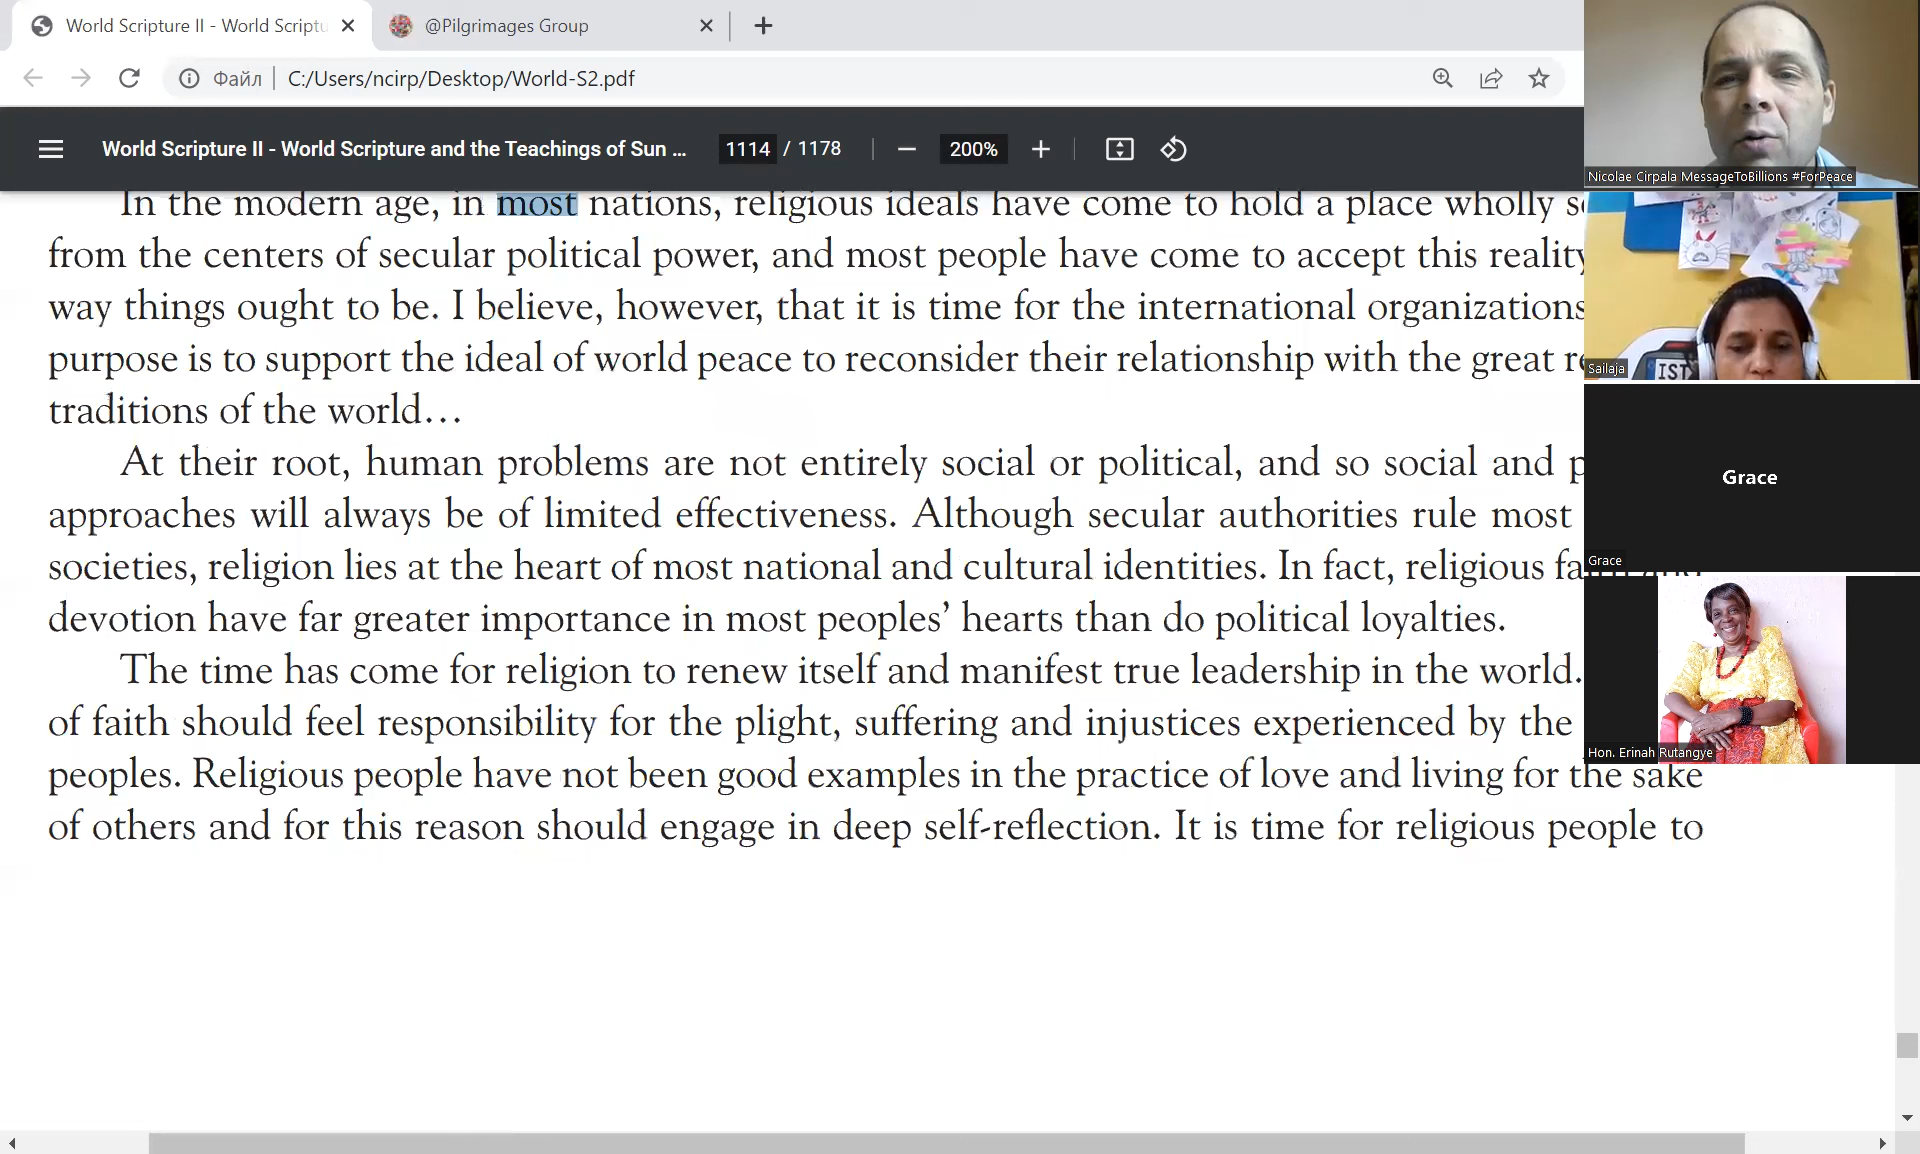 World Scripture II - World Scriptu
@Pilgrimages Group
Файл
C:/Users/ncirp/Desktop/World-S2.pdf
World Scripture II - World Scripture and the Teachings of Sun ...
1114 / 1178
200%
In the modern age, in most nations, religious ideals have come to hold a place wholly s
from the centers of secular political power, and most people have come to accept this reality
way things ought to be. I believe, however, that it is time for the international organizations
purpose is to support the ideal of world peace to reconsider their relationship with the great re
traditions of the world…
At their root, human problems are not entirely social or political, and so social and p
approaches will always be of limited effectiveness. Although secular authorities rule most
societies, religion lies at the heart of most national and cultural identities. In fact, religious faith and
devotion have far greater importance in most peoples’ hearts than do political loyalties.
The time has come for religion to renew itself and manifest true leadership in the world.
of faith should feel responsibility for the plight, suffering and injustices experienced by the
peoples. Religious people have not been good examples in the practice of love and living for the sake
of others and for this reason should engage in deep self-reflection. It is time for religious people to
Nicolae Cirpala MessageToBillions #ForPeace
IST
Sailaja
Grace
Grace
Hon. Erinah Rutangye